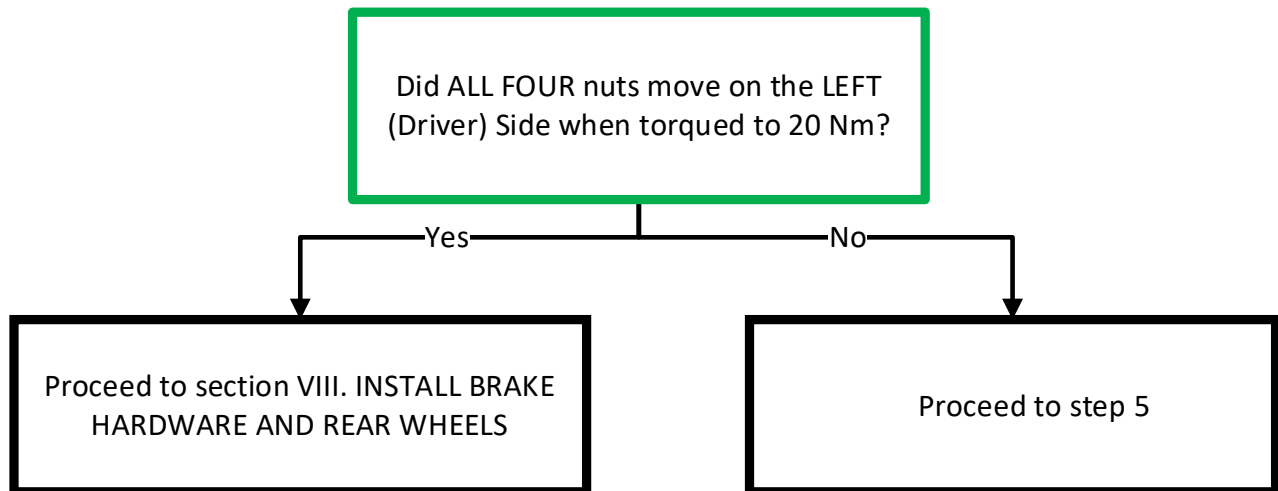 Did ALL FOUR nuts move on the LEFT
(Driver) Side when torqued to 20 Nm?
Yes
No
Proceed to section VIII. INSTALL BRAKE
HARDWARE AND REAR WHEELS
Proceed to step 5